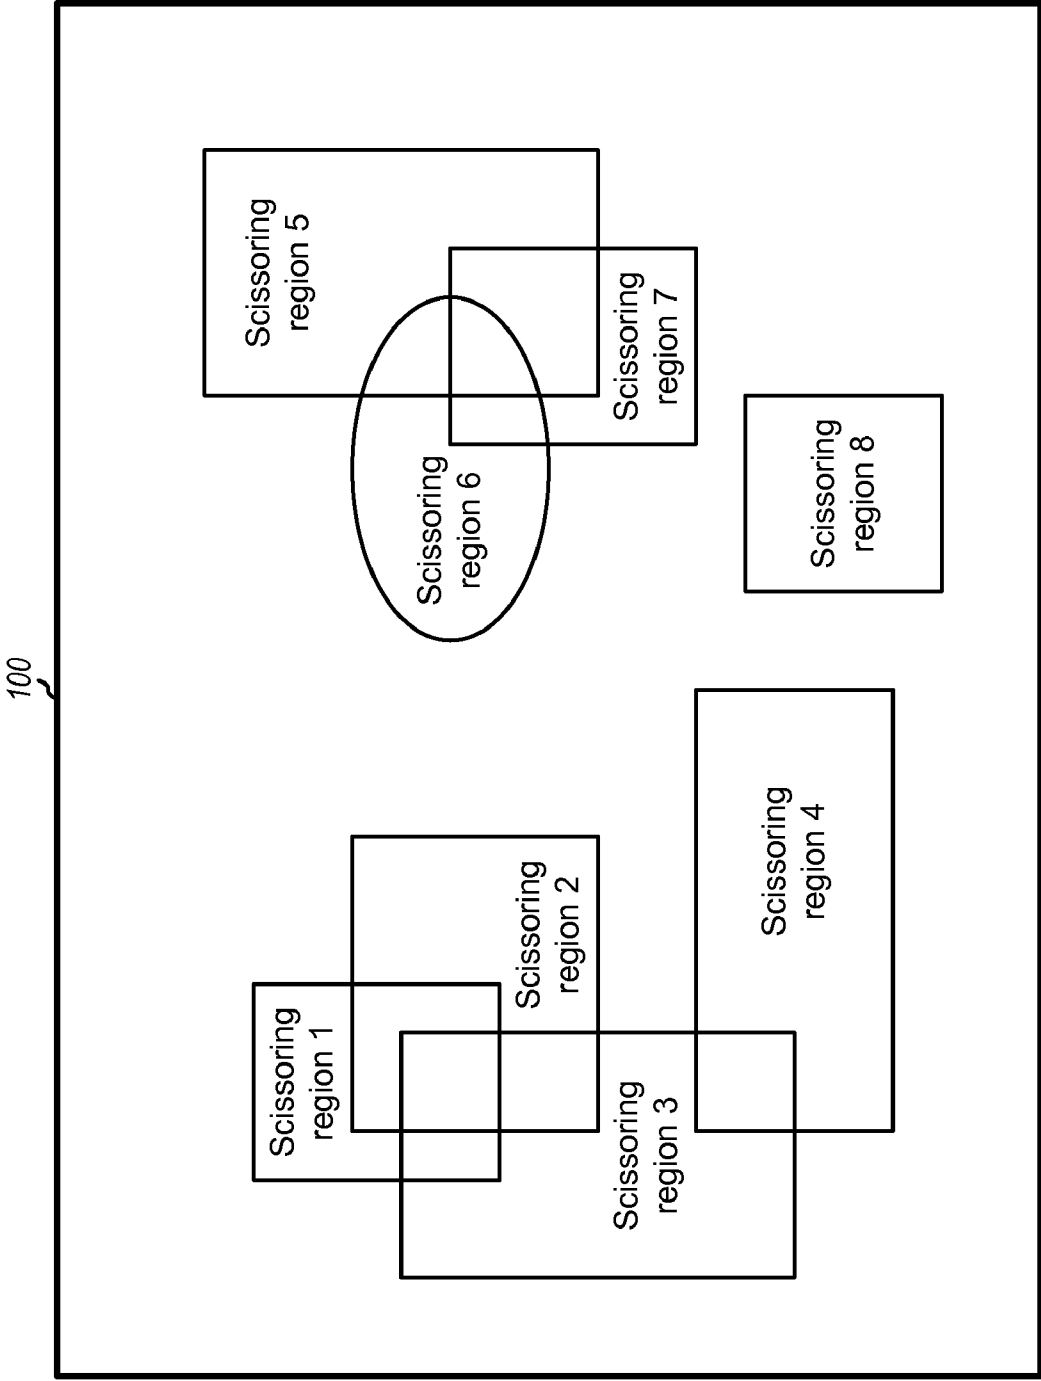 100
Scissoring
region 1
Scissoring
region 2
Scissoring
region 3
Scissoring
region 4
Scissoring
region 5
Scissoring
region 6
Scissoring
region 7
Scissoring
region 8